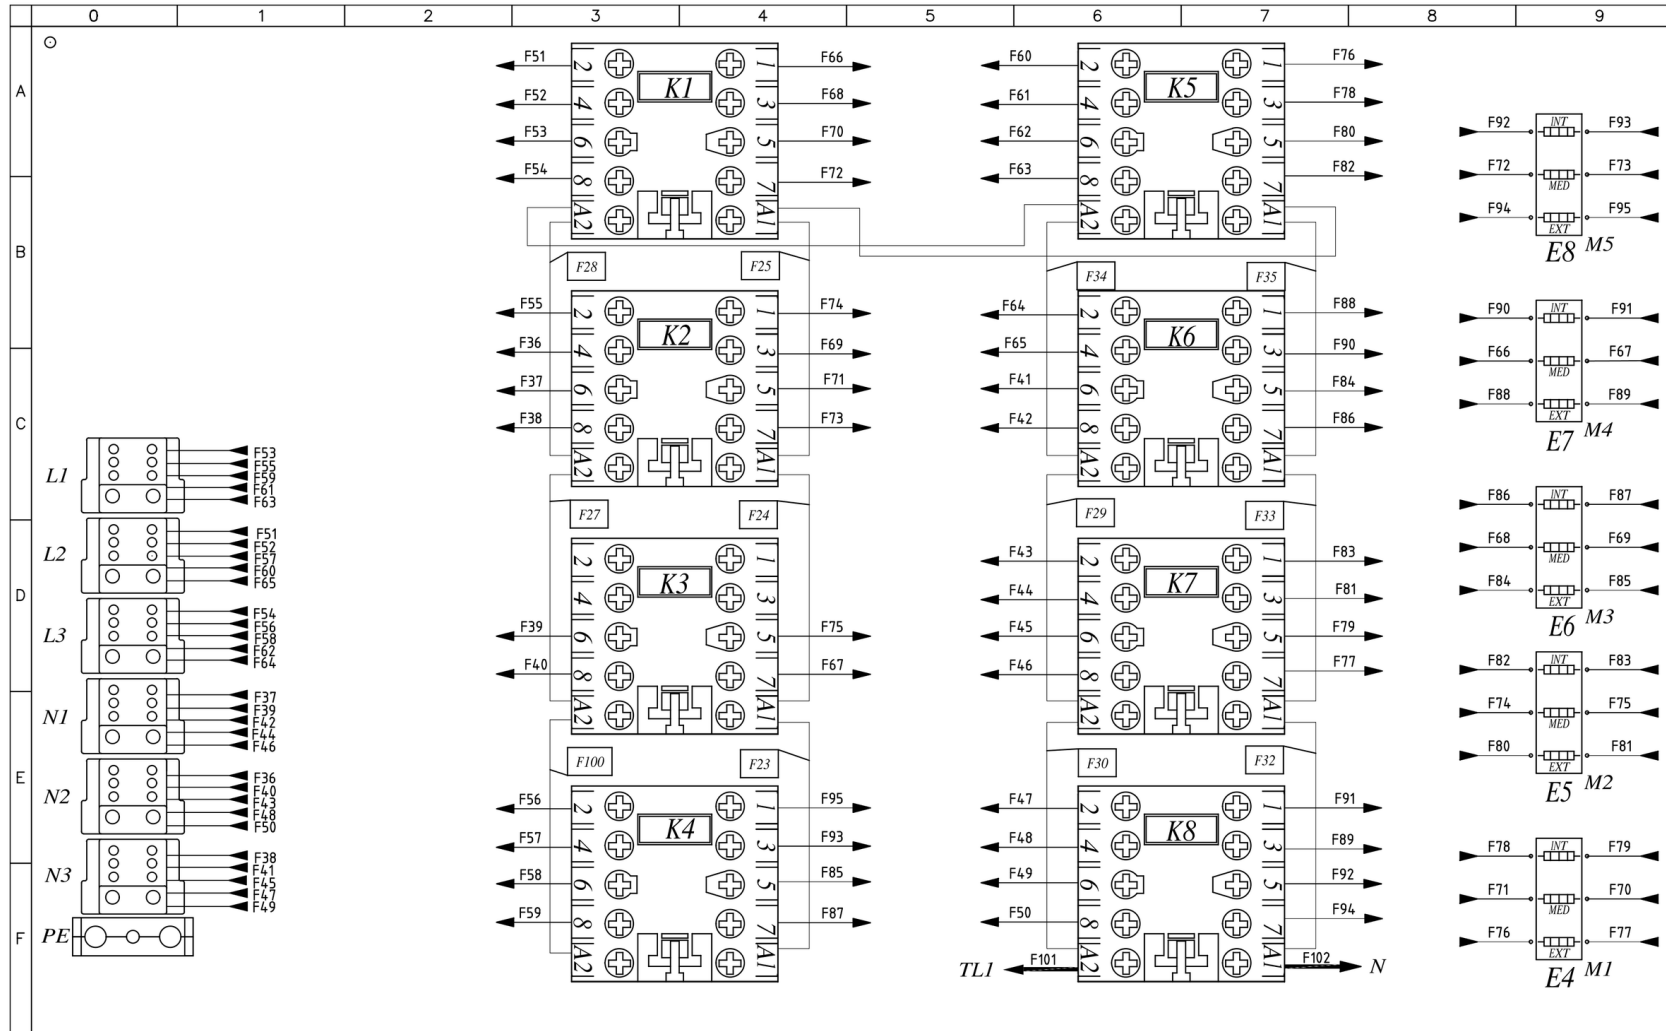 0 1 2 3 4 5 6 7 8 9
A
B
C
D
E
F
K1
2 4 6 8 A2
1 3 5 7 A1
F51 F66
F52 F68
F53 F70
F54 F72
F28 F25
K5
2 4 6 8 A2
1 3 5 7 A1
F60 F76
F61 F78
F62 F80
F63 F82
F34 F35
K2
2 4 6 8 A2
1 3 5 7 A1
F55 F74
F36 F69
F37 F71
F38 F73
F27 F24
K6
2 4 6 8 A2
1 3 5 7 A1
F64 F88
F65 F90
F41 F84
F42 F86
F29 F33
K3
2 4 6 8 A2
1 3 5 7 A1
F39 F75
F40 F67
F100 F23
K7
2 4 6 8 A2
1 3 5 7 A1
F43 F83
F44 F81
F45 F79
F46 F77
F30 F32
K4
2 4 6 8 A2
1 3 5 7 A1
F56 F95
F57 F93
F58 F85
F59 F87
K8
2 4 6 8 A2
1 3 5 7 A1
F47 F91
F48 F89
F49 F92
F50 F94
TL1 F101 F102 N
L1
F53
F55
F59
F61
F63
L2
F51
F52
F57
F60
F65
L3
F54
F56
F58
F62
F64
N1
F37
F39
F42
F44
F46
N2
F36
F40
F43
F48
F50
N3
F38
F41
F45
F47
F49
PE
F92 INT F93
F72 MED F73
F94 EXT F95
E8 M5
F90 INT F91
F66 MED F67
F88 EXT F89
E7 M4
F86 INT F87
F68 MED F69
F84 EXT F85
E6 M3
F82 INT F83
F74 MED F75
F80 EXT F81
E5 M2
F78 INT F79
F71 MED F70
F76 EXT F77
E4 M1